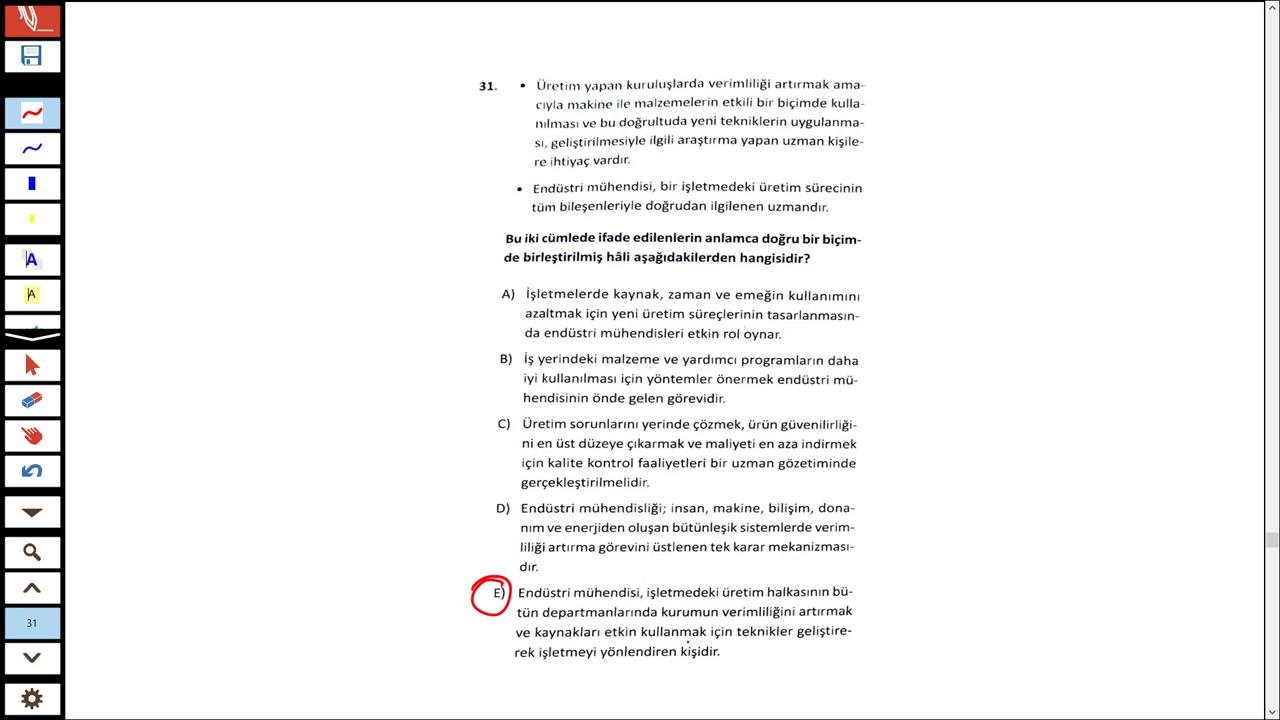 31. • Üretim yapan kuruluşlarda verimliliği artırmak ama-
cıyla makine ile malzemelerin etkili bir biçimde kulla-
nılması ve bu doğrultuda yeni tekniklerin uygulanma-
sı, geliştirilmesiyle ilgili araştırma yapan uzman kişile-
re ihtiyaç vardır.
• Endüstri mühendisi, bir işletmedeki üretim sürecinin
tüm bileşenleriyle doğrudan ilgilenen uzmandır.
Bu iki cümlede ifade edilenlerin anlamca doğru bir biçim-
de birleştirilmiş hâli aşağıdakilerden hangisidir?
A) İşletmelerde kaynak, zaman ve emeğin kullanımını
azaltmak için yeni üretim süreçlerinin tasarlanmasın-
da endüstri mühendisleri etkin rol oynar.
B) İş yerindeki malzeme ve yardımcı programların daha
iyi kullanılması için yöntemler önermek endüstri mü-
hendisinin önde gelen görevidir.
C) Üretim sorunlarını yerinde çözmek, ürün güvenilirliği-
ni en üst düzeye çıkarmak ve maliyeti en aza indirmek
için kalite kontrol faaliyetleri bir uzman gözetiminde
gerçekleştirilmelidir.
D) Endüstri mühendisliği; insan, makine, bilişim, dona-
nım ve enerjiden oluşan bütünleşik sistemlerde verim-
liliği artırma görevini üstlenen tek karar mekanizması-
dır.
E) Endüstri mühendisi, işletmedeki üretim halkasının bü-
tün departmanlarında kurumun verimliliğini artırmak
ve kaynakları etkin kullanmak için teknikler geliştire-
rek işletmeyi yönlendiren kişidir.
A
A
31